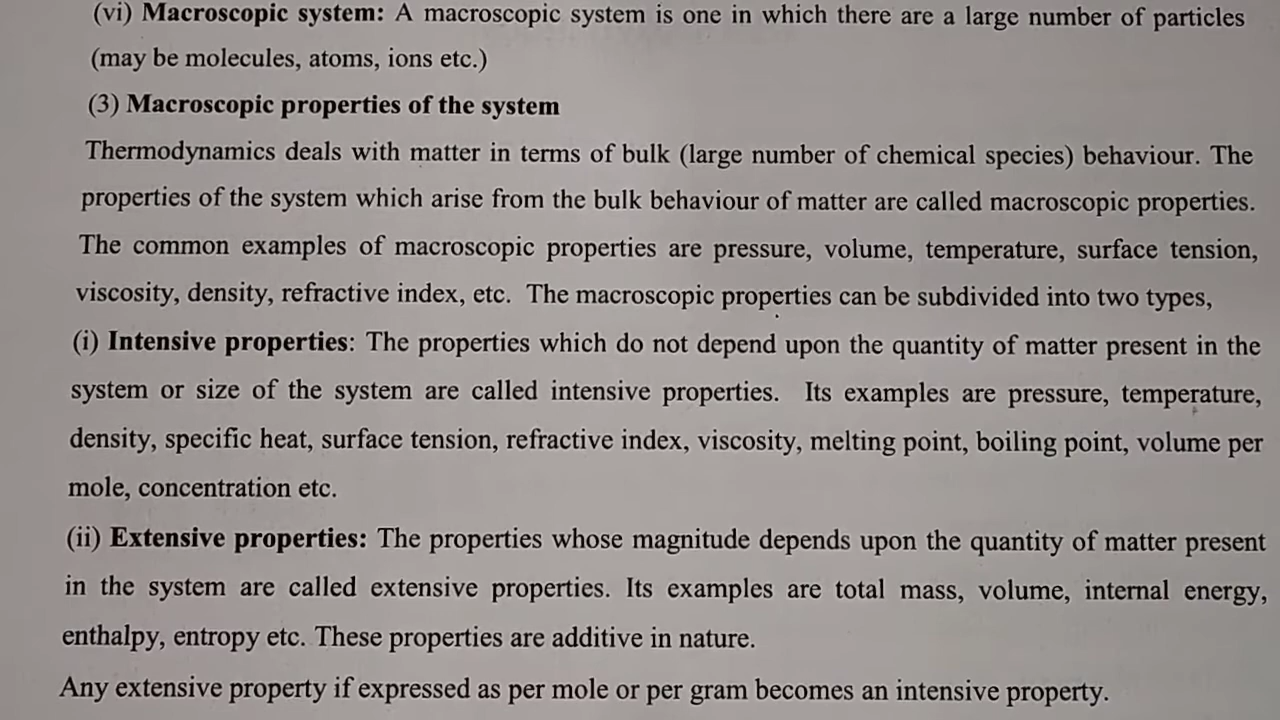 (vi) Macroscopic system: A macroscopic system is one in which there are a large number of particles
(may be molecules, atoms, ions etc.)
(3) Macroscopic properties of the system
Thermodynamics deals with matter in terms of bulk (large number of chemical species) behaviour. The
properties of the system which arise from the bulk behaviour of matter are called macroscopic properties.
The common examples of macroscopic properties are pressure, volume, temperature, surface tension,
viscosity, density, refractive index, etc. The macroscopic properties can be subdivided into two types,
(i) Intensive properties: The properties which do not depend upon the quantity of matter present in the
system or size of the system are called intensive properties. Its examples are pressure, temperature,
density, specific heat, surface tension, refractive index, viscosity, melting point, boiling point, volume per
mole, concentration etc.
(ii) Extensive properties: The properties whose magnitude depends upon the quantity of matter present
in the system are called extensive properties. Its examples are total mass, volume, internal energy,
enthalpy, entropy etc. These properties are additive in nature.
Any extensive property if expressed as per mole or per gram becomes an intensive property.